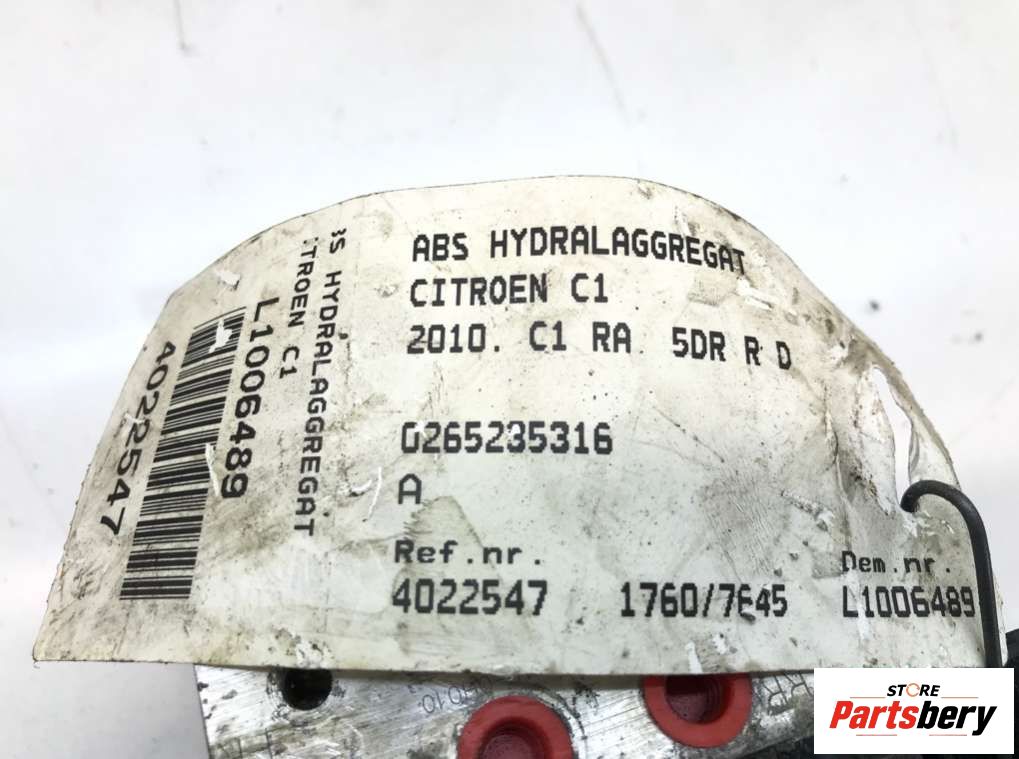 ABS HYDRALAGGREGAT
CITROEN C1
2010. C1 RA 5DR R D
0265235316
A
Ref.nr.
4022547
1760/7645
Dem.nr.
L1006489
HYDRALAGGREGAT
C1
L1006489
4022547
STORE
Partsbery